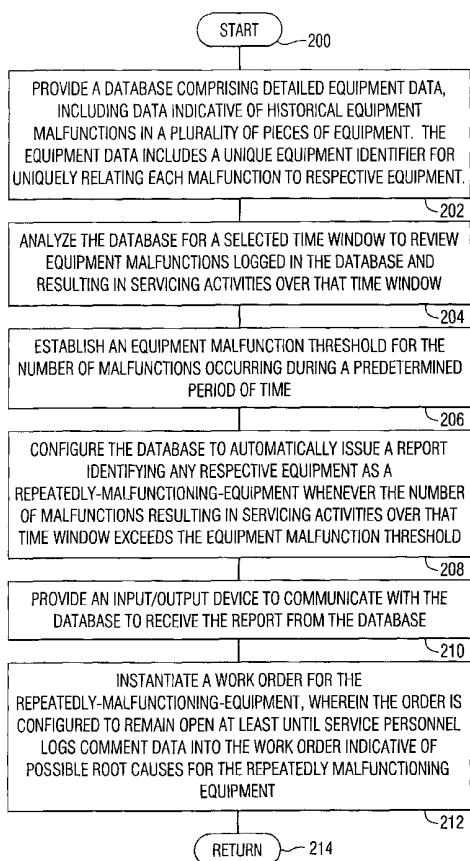 START
200
PROVIDE A DATABASE COMPRISING DETAILED EQUIPMENT DATA,
INCLUDING DATA INDICATIVE OF HISTORICAL EQUIPMENT
MALFUNCTIONS IN A PLURALITY OF PIECES OF EQUIPMENT. THE
EQUIPMENT DATA INCLUDES A UNIQUE EQUIPMENT IDENTIFIER FOR
UNIQUELY RELATING EACH MALFUNCTION TO RESPECTIVE EQUIPMENT.
202
ANALYZE THE DATABASE FOR A SELECTED TIME WINDOW TO REVIEW
EQUIPMENT MALFUNCTIONS LOGGED IN THE DATABASE AND
RESULTING IN SERVICING ACTIVITIES OVER THAT TIME WINDOW
204
ESTABLISH AN EQUIPMENT MALFUNCTION THRESHOLD FOR THE
NUMBER OF MALFUNCTIONS OCCURRING DURING A PREDETERMINED
PERIOD OF TIME
206
CONFIGURE THE DATABASE TO AUTOMATICALLY ISSUE A REPORT
IDENTIFYING ANY RESPECTIVE EQUIPMENT AS A
REPEATEDLY-MALFUNCTIONING-EQUIPMENT WHENEVER THE NUMBER
OF MALFUNCTIONS RESULTING IN SERVICING ACTIVITIES OVER THAT
TIME WINDOW EXCEEDS THE EQUIPMENT MALFUNCTION THRESHOLD
208
PROVIDE AN INPUT/OUTPUT DEVICE TO COMMUNICATE WITH THE
DATABASE TO RECEIVE THE REPORT FROM THE DATABASE
210
INSTANTIATE A WORK ORDER FOR THE
REPEATEDLY-MALFUNCTIONING-EQUIPMENT, WHEREIN THE ORDER IS
CONFIGURED TO REMAIN OPEN AT LEAST UNTIL SERVICE PERSONNEL
LOGS COMMENT DATA INTO THE WORK ORDER INDICATIVE OF
POSSIBLE ROOT CAUSES FOR THE REPEATEDLY MALFUNCTIONING
EQUIPMENT
212
RETURN
214